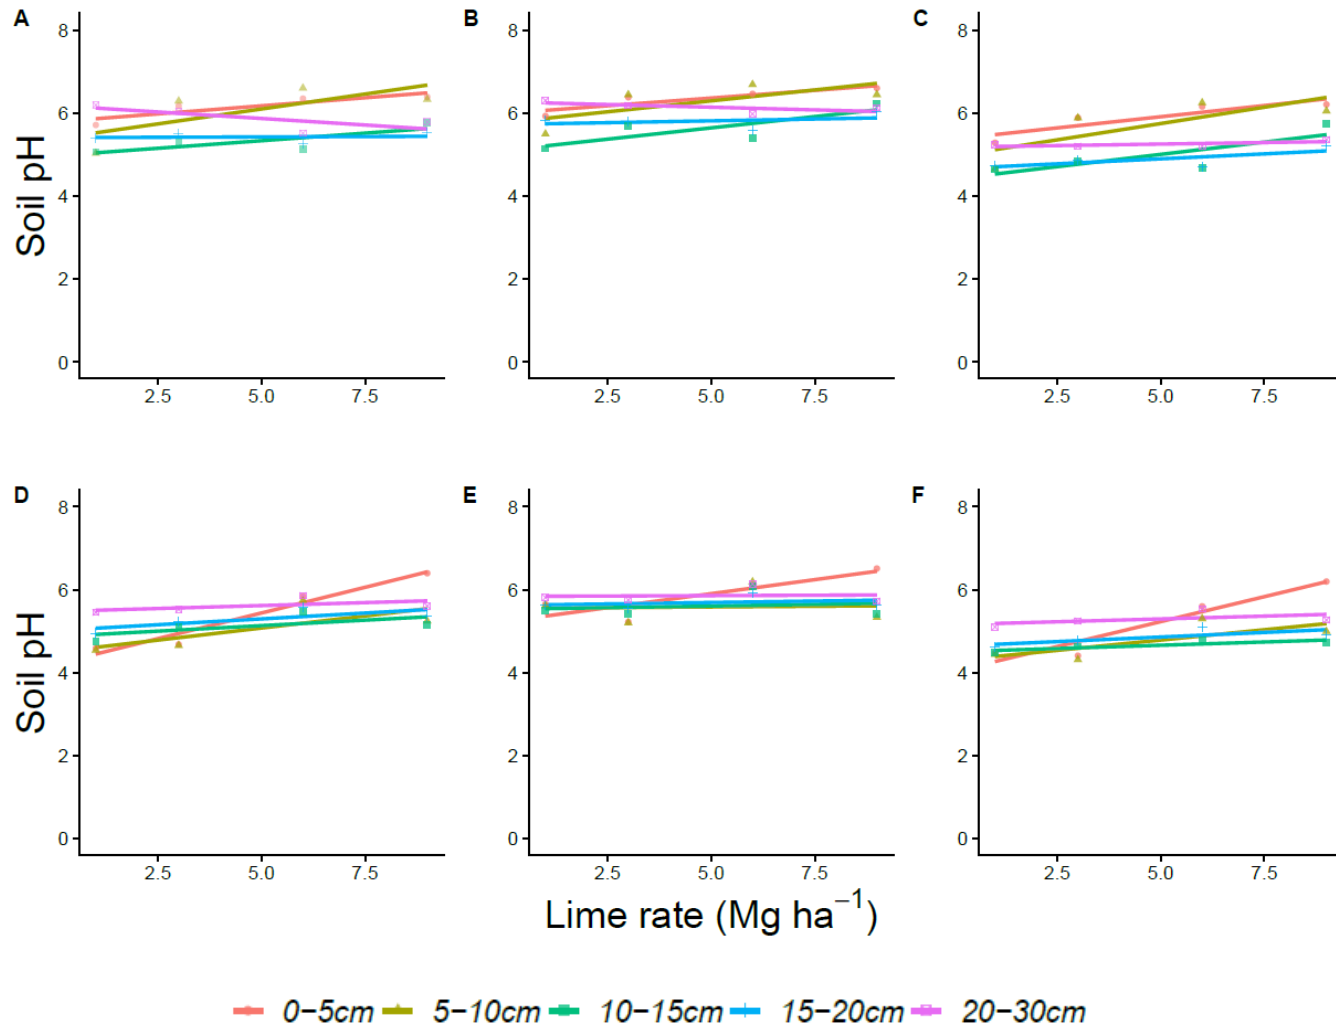 A B C
8 8 8
6 6 6
4 4 4
2 2 2
0 0 0
Soil pH
2.5 5.0 7.5 2.5 5.0 7.5 2.5 5.0 7.5
D E F
8 8 8
6 6 6
4 4 4
2 2 2
0 0 0
Soil pH
2.5 5.0 7.5 2.5 5.0 7.5 2.5 5.0 7.5
Lime rate (Mg ha⁻¹)
0−5cm 5−10cm 10−15cm 15−20cm 20−30cm